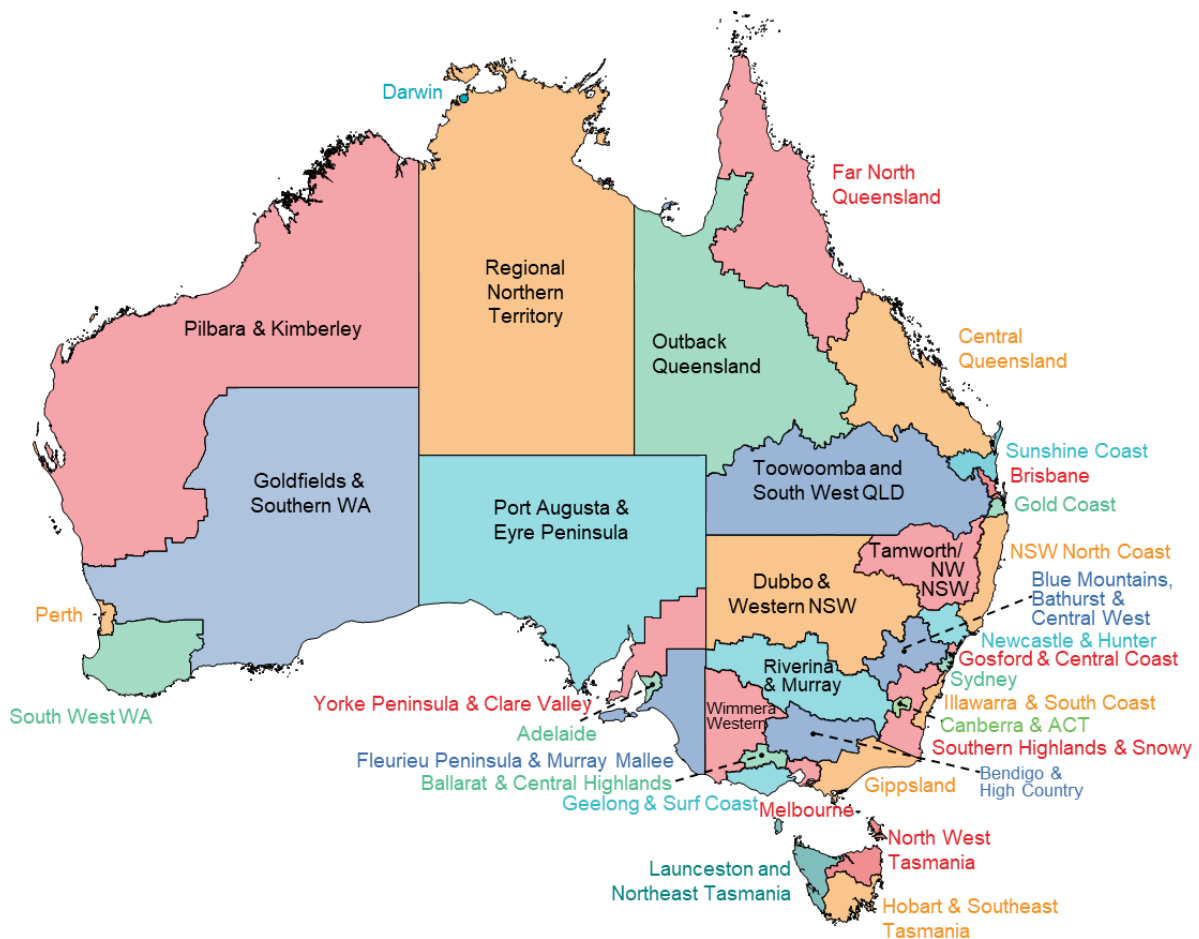 Darwin
Far North
Queensland
Regional
Northern
Territory
Pilbara & Kimberley
Outback
Queensland
Central
Queensland
Goldfields &
Southern WA
Port Augusta &
Eyre Peninsula
Toowoomba and
South West QLD
Sunshine Coast
Brisbane
Gold Coast
Tamworth/
NW
NSW
NSW North Coast
Dubbo &
Western NSW
Blue Mountains,
Bathurst &
Central West
Perth
Newcastle & Hunter
Gosford & Central Coast
Sydney
Riverina
& Murray
South West WA
Yorke Peninsula & Clare Valley
Adelaide
Wimmera
Western
Illawarra & South Coast
Canberra & ACT
Southern Highlands & Snowy
Fleurieu Peninsula & Murray Mallee
Ballarat & Central Highlands
Geelong & Surf Coast
Melbourne
Gippsland
Bendigo &
High Country
North West
Tasmania
Launceston and
Northeast Tasmania
Hobart & Southeast
Tasmania